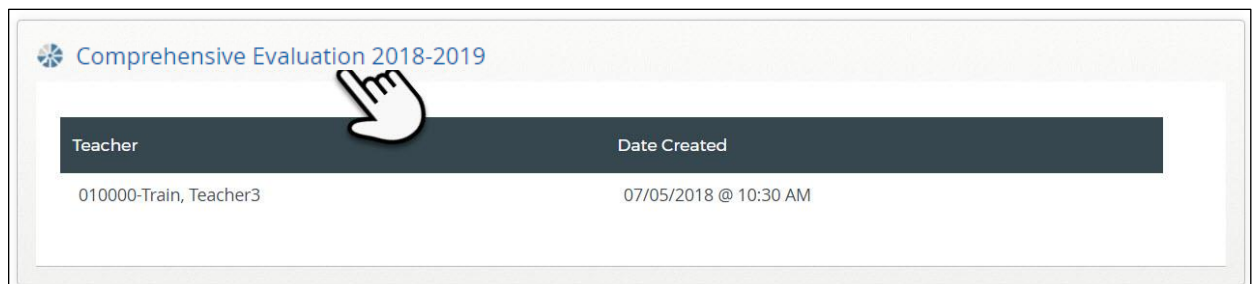 Comprehensive Evaluation 2018-2019
Teacher Date Created
010000-Train, Teacher3 07/05/2018 @ 10:30 AM